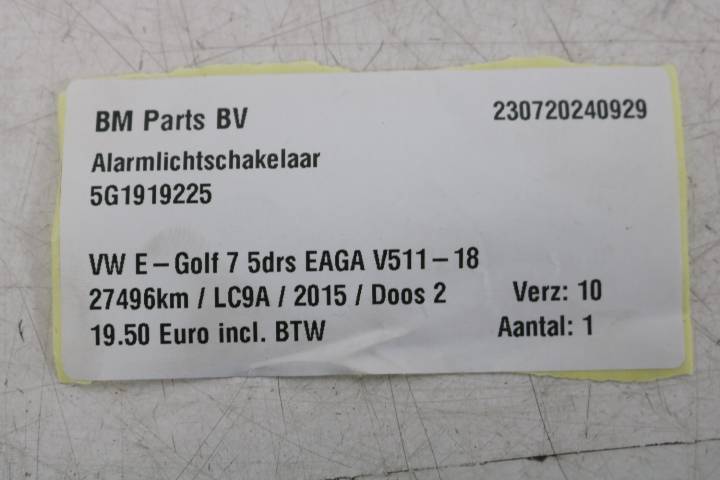 BM Parts BV 230720240929
Alarmlichtschakelaar
5G1919225
VW E-Golf 7 5drs EAGA V511-18
27496km / LC9A / 2015 / Doos 2 Verz: 10
19.50 Euro incl. BTW Aantal: 1